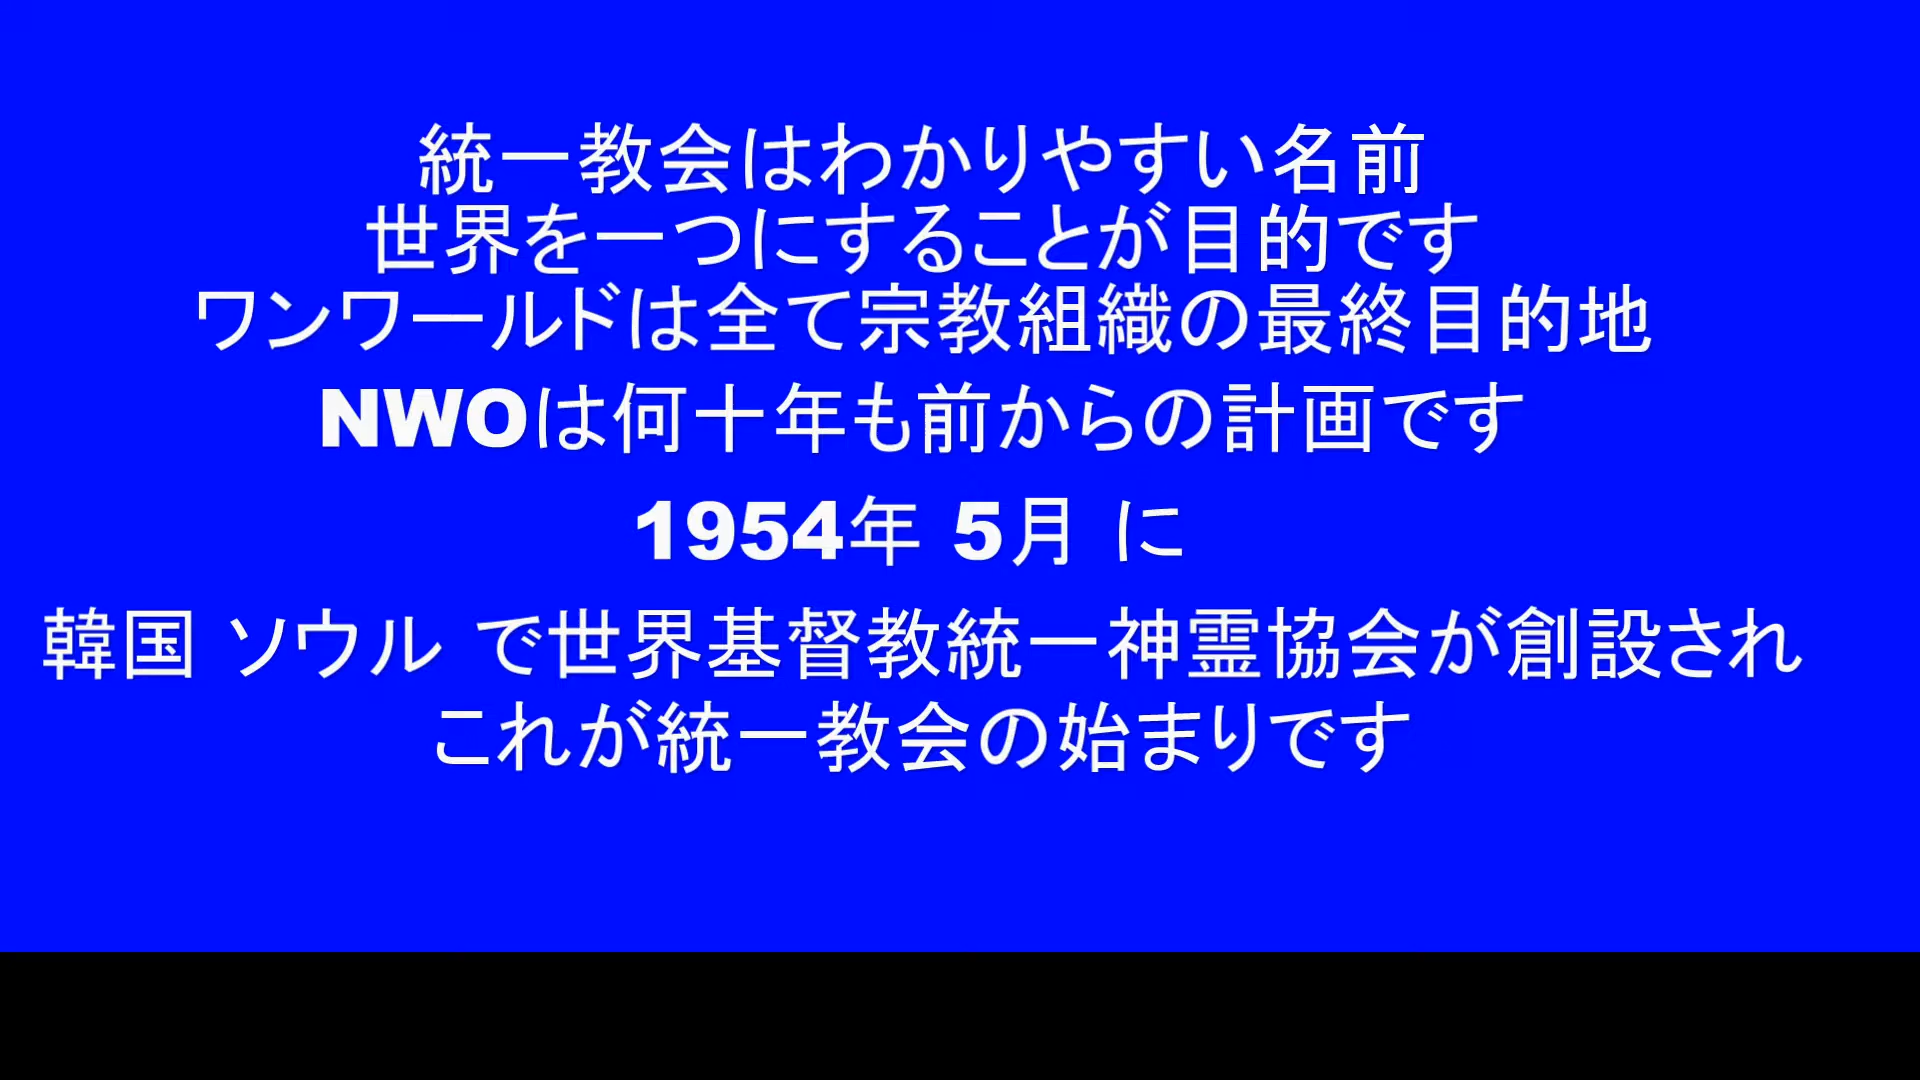 統一教会はわかりやすい名前
世界を一つにすることが目的です
ワンワールドは全て宗教組織の最終目的地
NWOは何十年も前からの計画です
1954年 5月 に
韓国 ソウル で世界基督教統一神霊協会が創設され
これが統一教会の始まりです